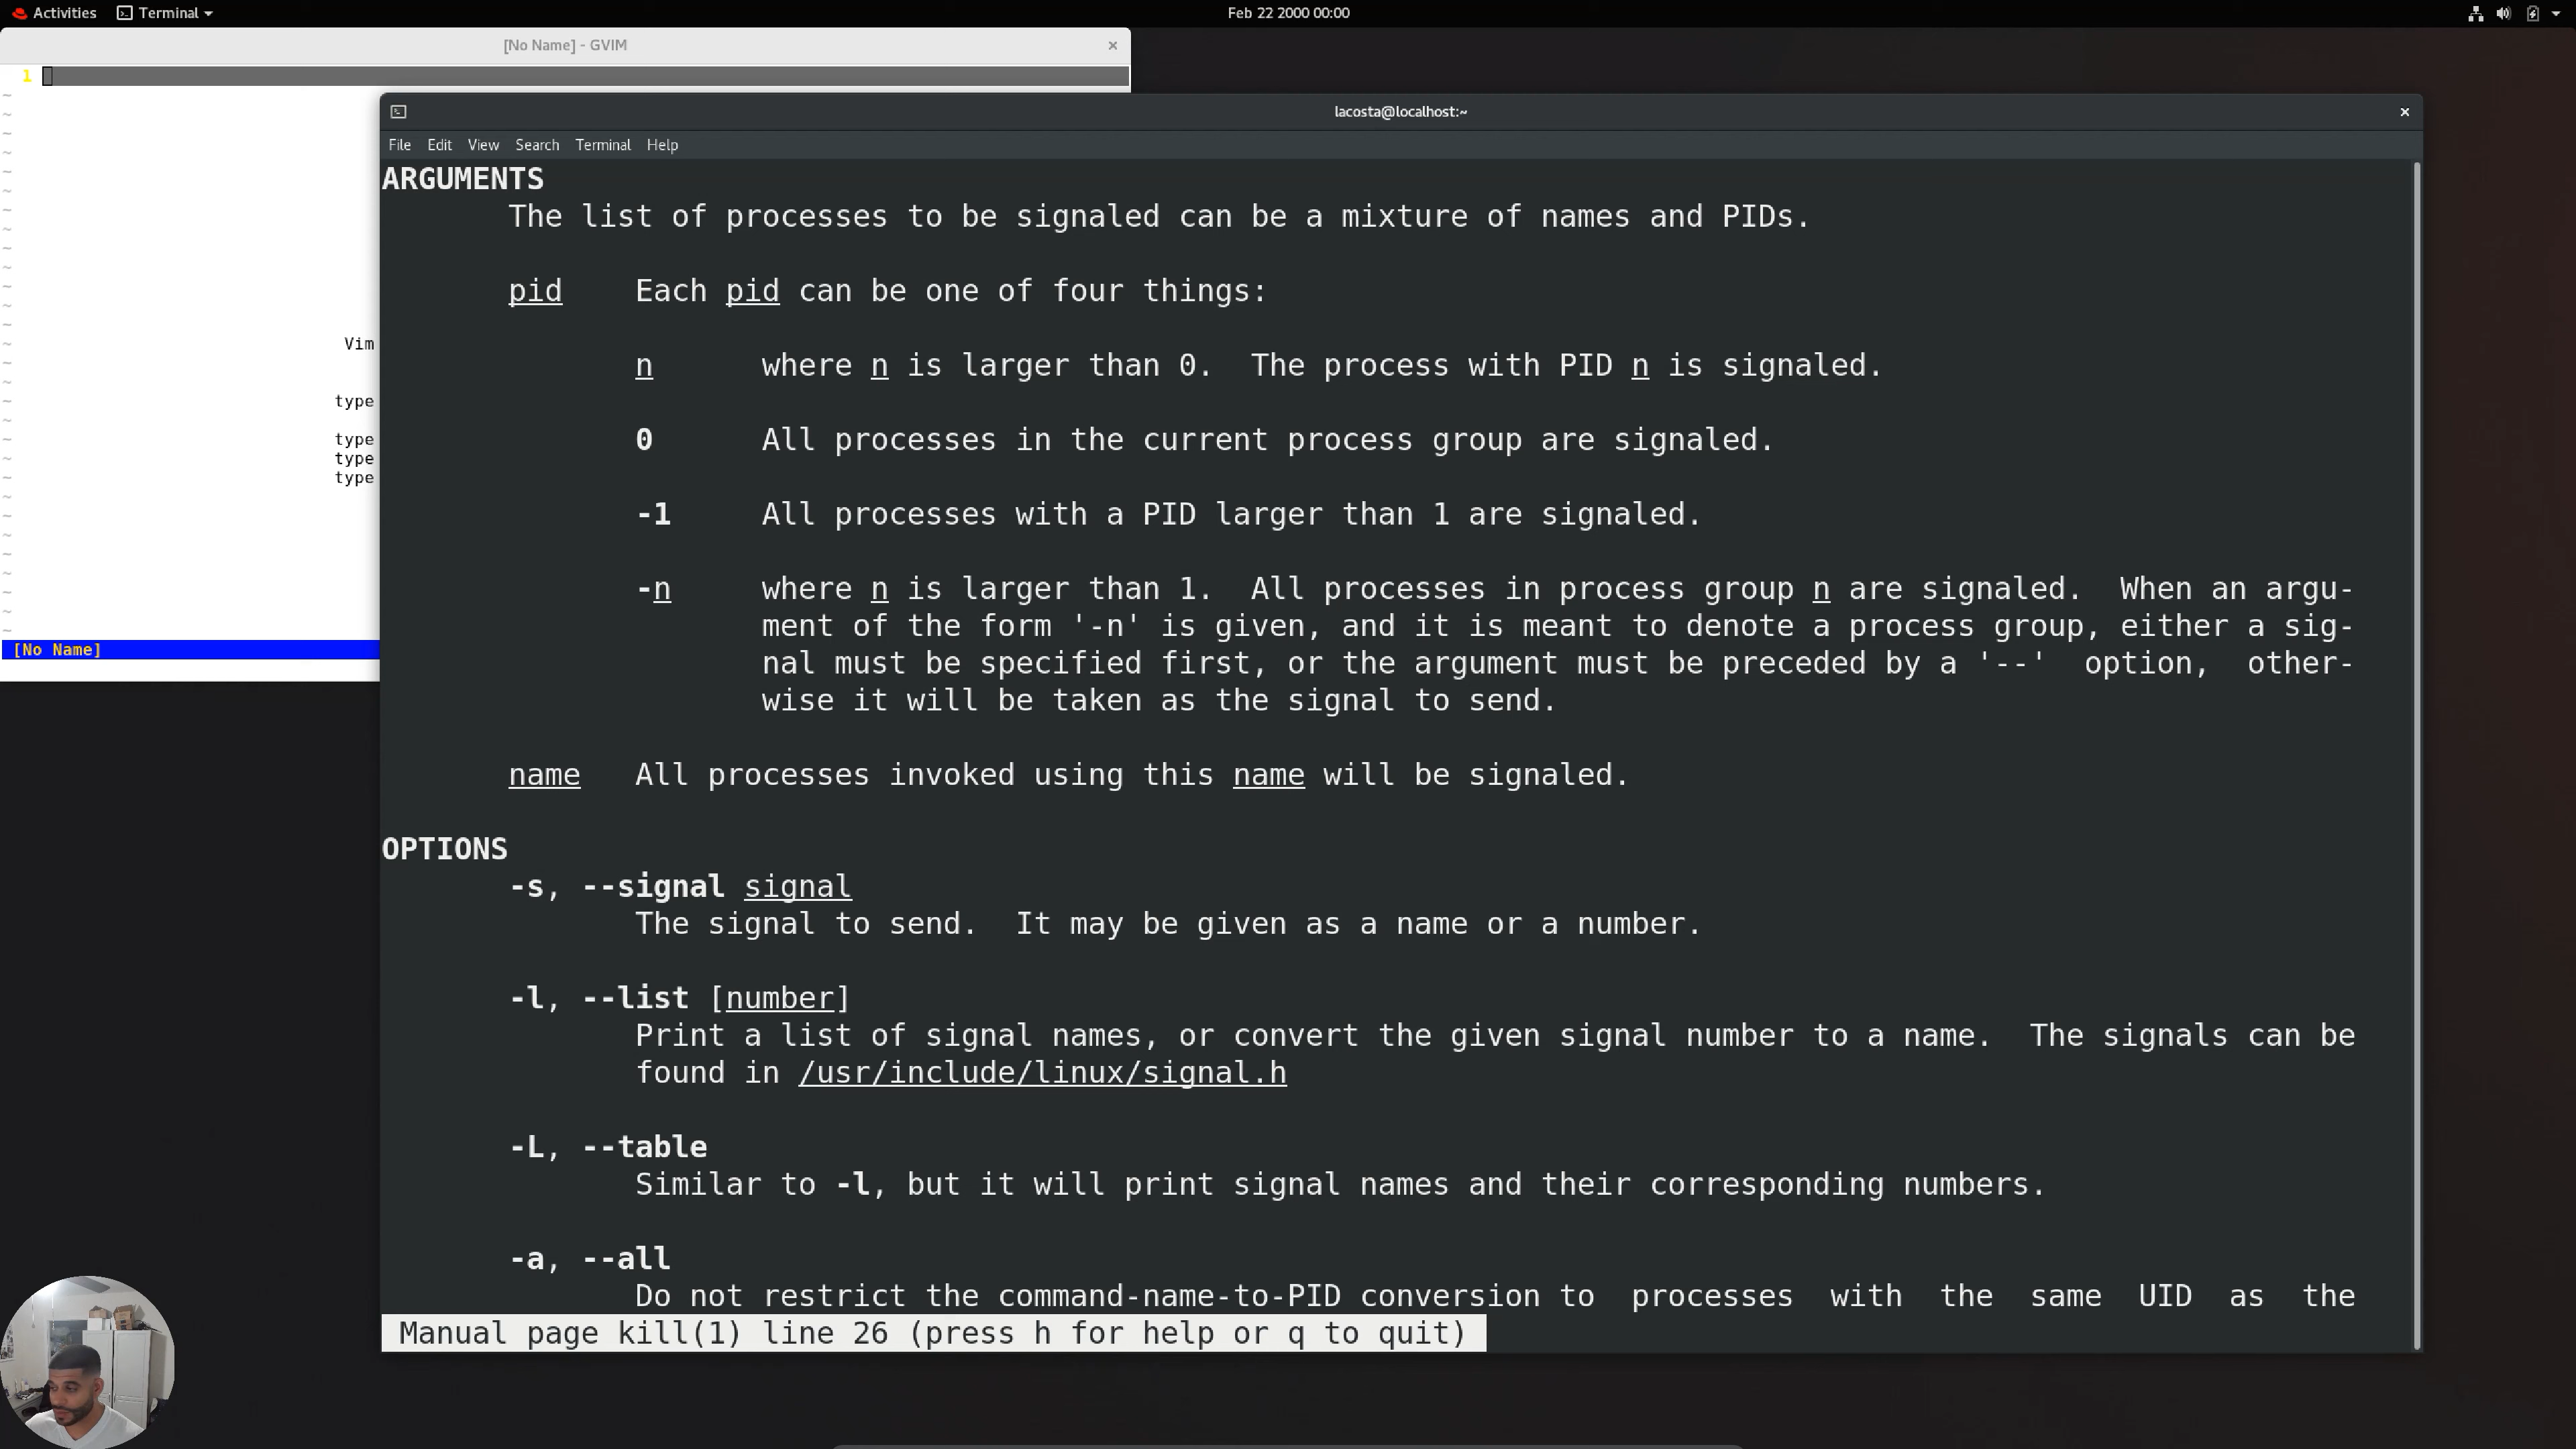 Activities
Terminal
Feb 22 2000 00:00
[No Name] - GVIM
1
~
~
~
~
~
~
~
~
~
~
~
~
~
~ Vim
~
~
~ type
~
~ type
~ type
~ type
~
~
~
~
~
~
~
~
[No Name]
lacosta@localhost:~
File Edit View Search Terminal Help
ARGUMENTS
The list of processes to be signaled can be a mixture of names and PIDs.
pid Each pid can be one of four things:
n where n is larger than 0. The process with PID n is signaled.
0 All processes in the current process group are signaled.
-1 All processes with a PID larger than 1 are signaled.
-n where n is larger than 1. All processes in process group n are signaled. When an argu-
ment of the form '-n' is given, and it is meant to denote a process group, either a sig-
nal must be specified first, or the argument must be preceded by a '--' option, other-
wise it will be taken as the signal to send.
name All processes invoked using this name will be signaled.
OPTIONS
-s, --signal signal
The signal to send. It may be given as a name or a number.
-l, --list [number]
Print a list of signal names, or convert the given signal number to a name. The signals can be
found in /usr/include/linux/signal.h
-L, --table
Similar to -l, but it will print signal names and their corresponding numbers.
-a, --all
Do not restrict the command-name-to-PID conversion to processes with the same UID as the
Manual page kill(1) line 26 (press h for help or q to quit)